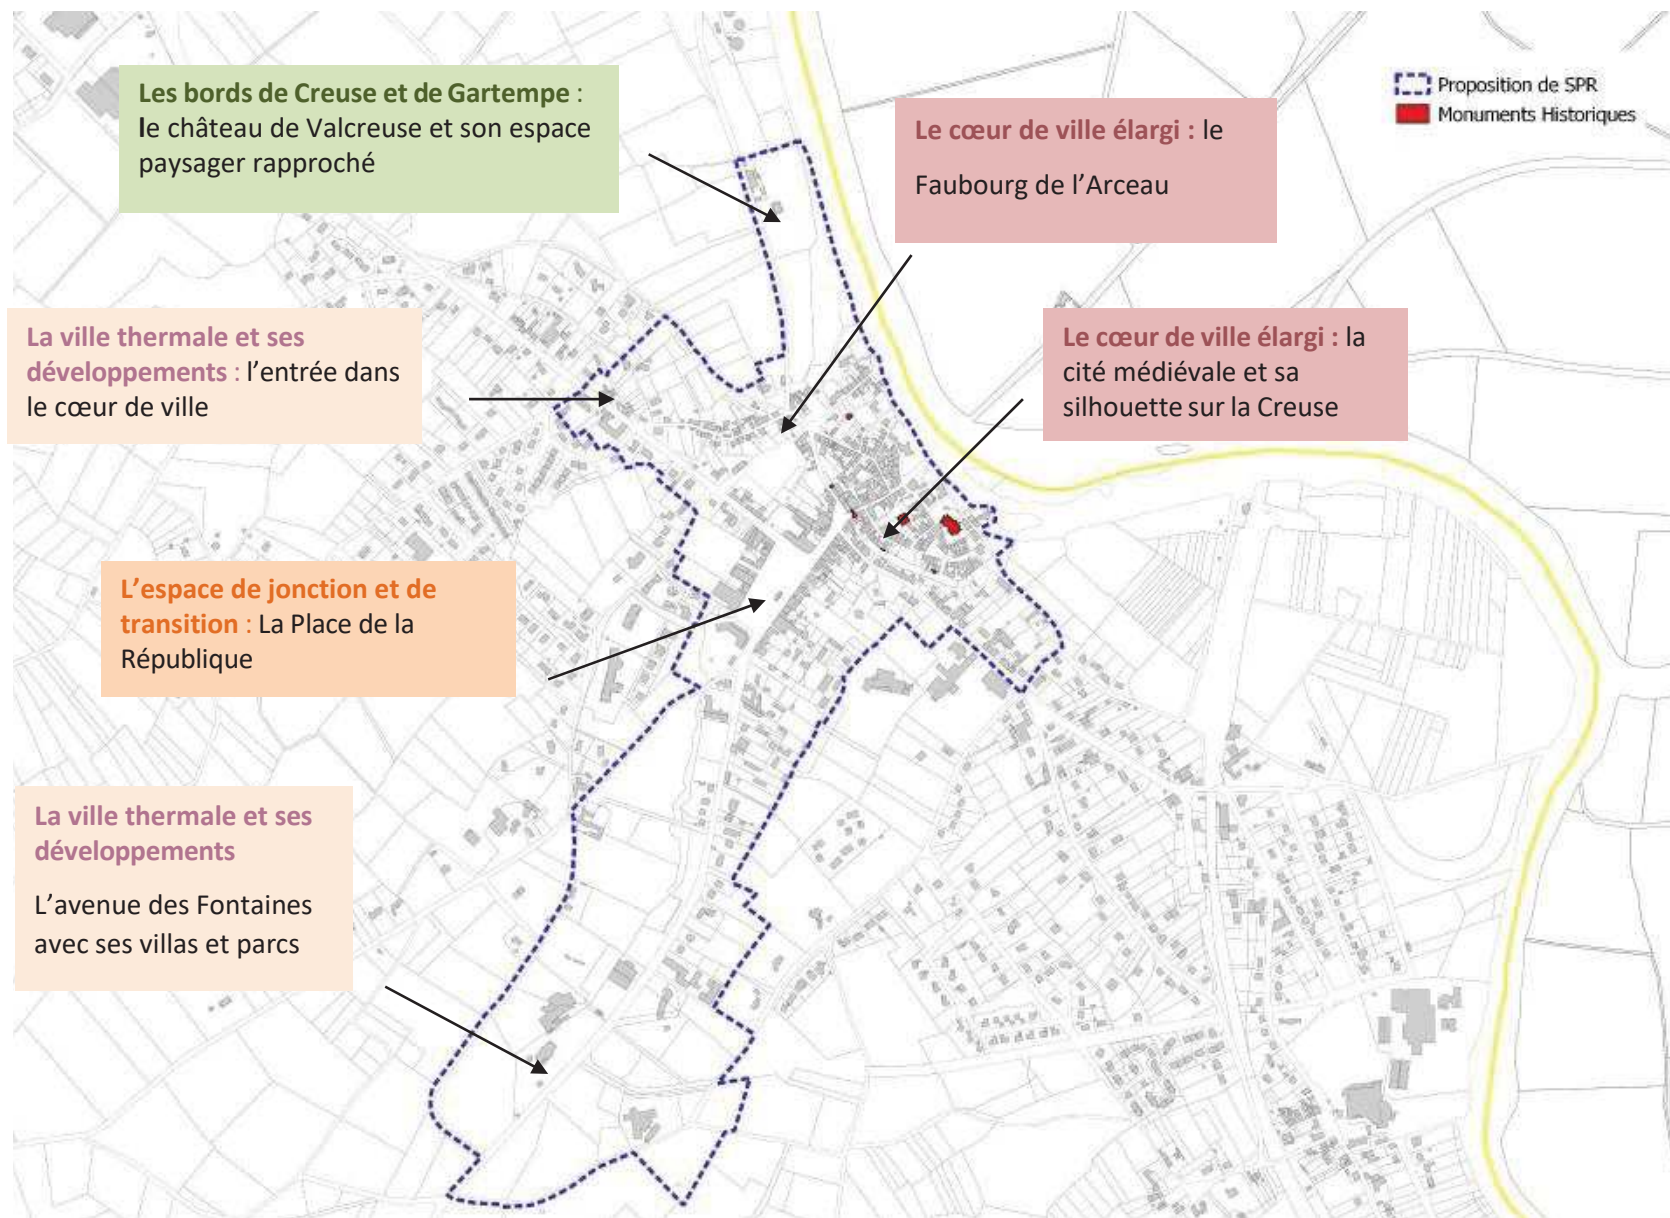 Les bords de Creuse et de Gartempe :
le château de Valcreuse et son espace
paysager rapproché
Le cœur de ville élargi : le
Faubourg de l’Arceau
Proposition de SPR
Monuments Historiques
La ville thermale et ses
développements : l’entrée dans
le cœur de ville
Le cœur de ville élargi : la
cité médiévale et sa
silhouette sur la Creuse
L’espace de jonction et de
transition : La Place de la
République
La ville thermale et ses
développements
L’avenue des Fontaines
avec ses villas et parcs